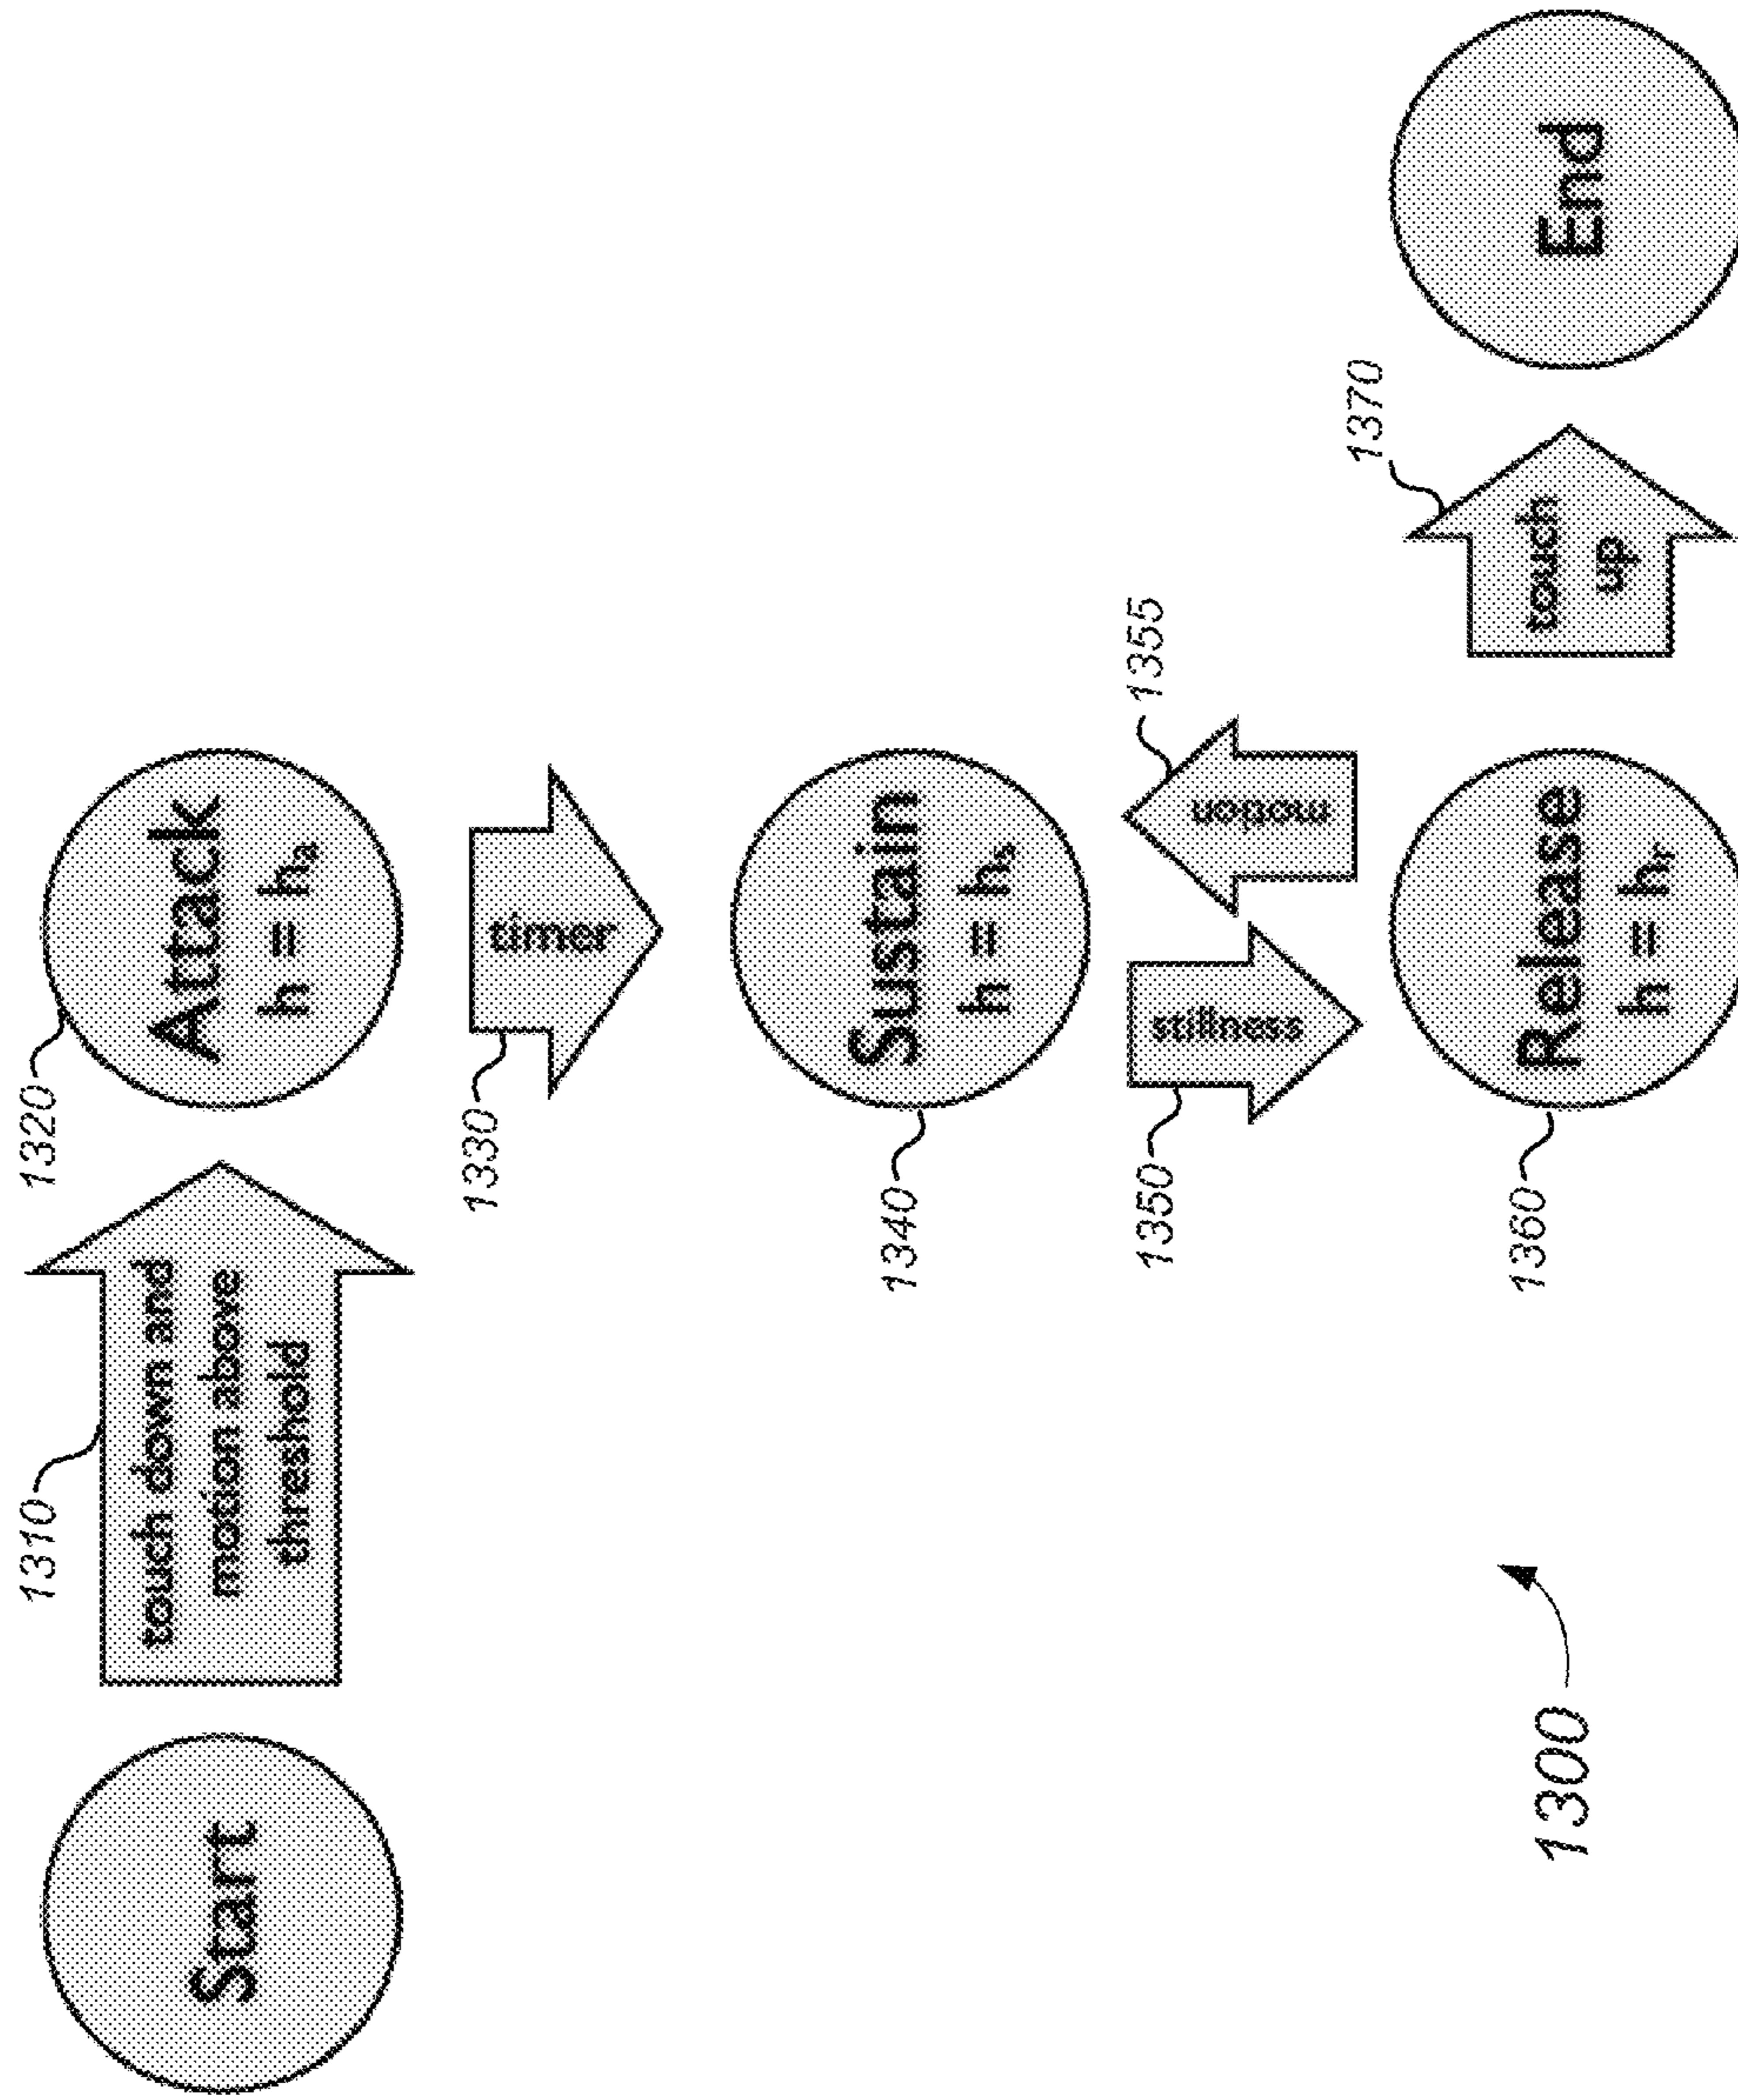 Start
1310
touch down and
motion above
threshold
1320
Attack
h = hₐ
1330
timer
1340
Sustain
h = hₛ
1350
stillness
1355
motion
1360
Release
h = hᵣ
1370
touch
up
End
1300